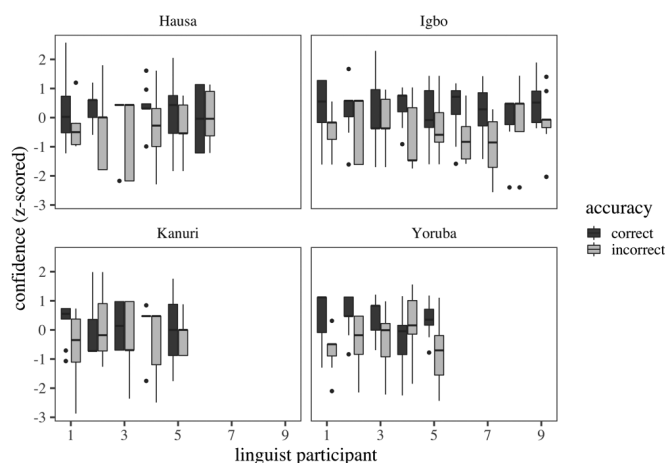 Hausa
Igbo
2
1
0
-1
-2
-3
confidence (z-scored)
accuracy
correct
incorrect
Kanuri
Yoruba
2
1
0
-1
-2
-3
1 3 5 7 9
1 3 5 7 9
linguist participant